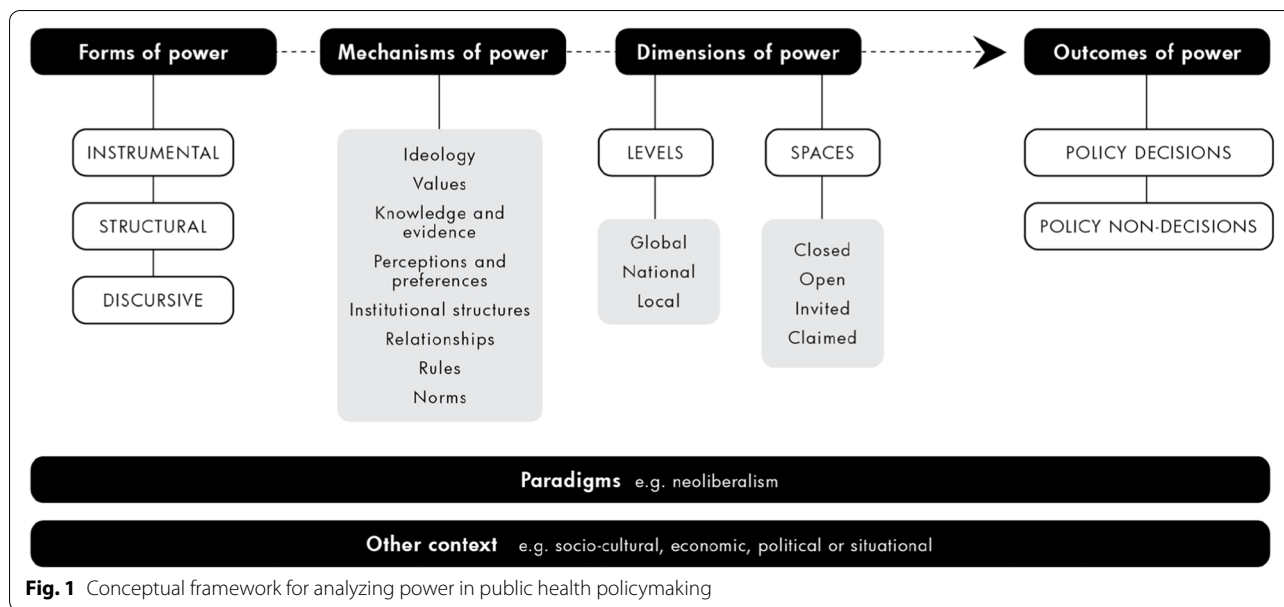 Forms of power
Mechanisms of power
Dimensions of power
Outcomes of power
INSTRUMENTAL
STRUCTURAL
DISCURSIVE
Ideology
Values
Knowledge and
evidence
Perceptions and
preferences
Institutional structures
Relationships
Rules
Norms
LEVELS
Global
National
Local
SPACES
Closed
Open
Invited
Claimed
POLICY DECISIONS
POLICY NON-DECISIONS
Paradigms e.g. neoliberalism
Other context e.g. socio-cultural, economic, political or situational
Fig. 1 Conceptual framework for analyzing power in public health policymaking